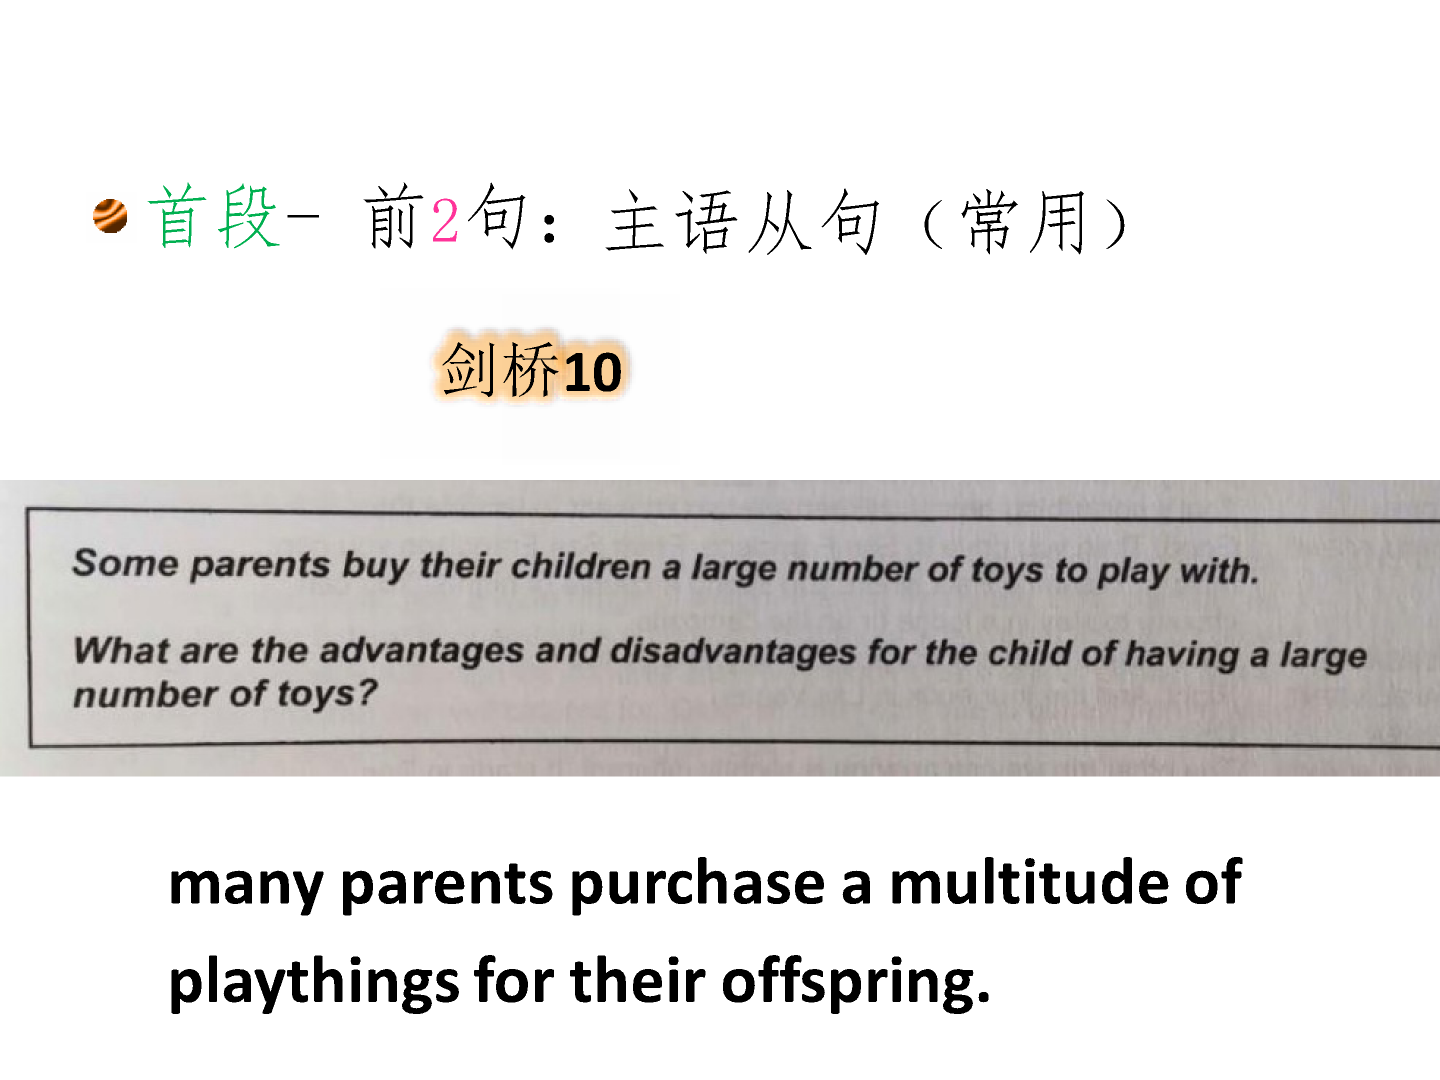 首段- 前2句：主语从句（常用）
剑桥10
Some parents buy their children a large number of toys to play with.
What are the advantages and disadvantages for the child of having a large
number of toys?
many parents purchase a multitude of
playthings for their offspring.